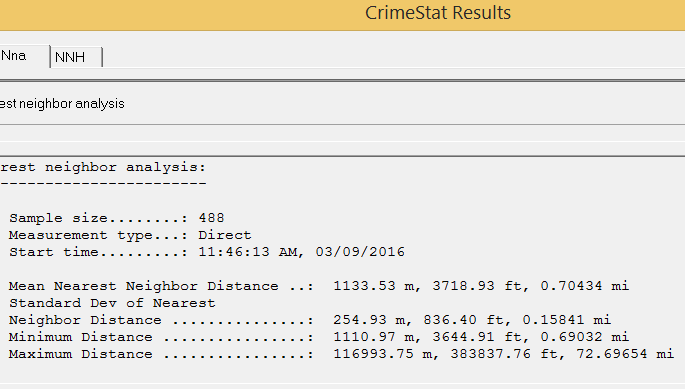 CrimeStat Results
Nna NNH
est neighbor analysis
rest neighbor analysis:
-----------------------
Sample size........: 488
Measurement type...: Direct
Start time.........: 11:46:13 AM, 03/09/2016
Mean Nearest Neighbor Distance ..: 1133.53 m, 3718.93 ft, 0.70434 mi
Standard Dev of Nearest
Neighbor Distance ...............: 254.93 m, 836.40 ft, 0.15841 mi
Minimum Distance ................: 1110.97 m, 3644.91 ft, 0.69032 mi
Maximum Distance ................: 116993.75 m, 383837.76 ft, 72.69654 mi